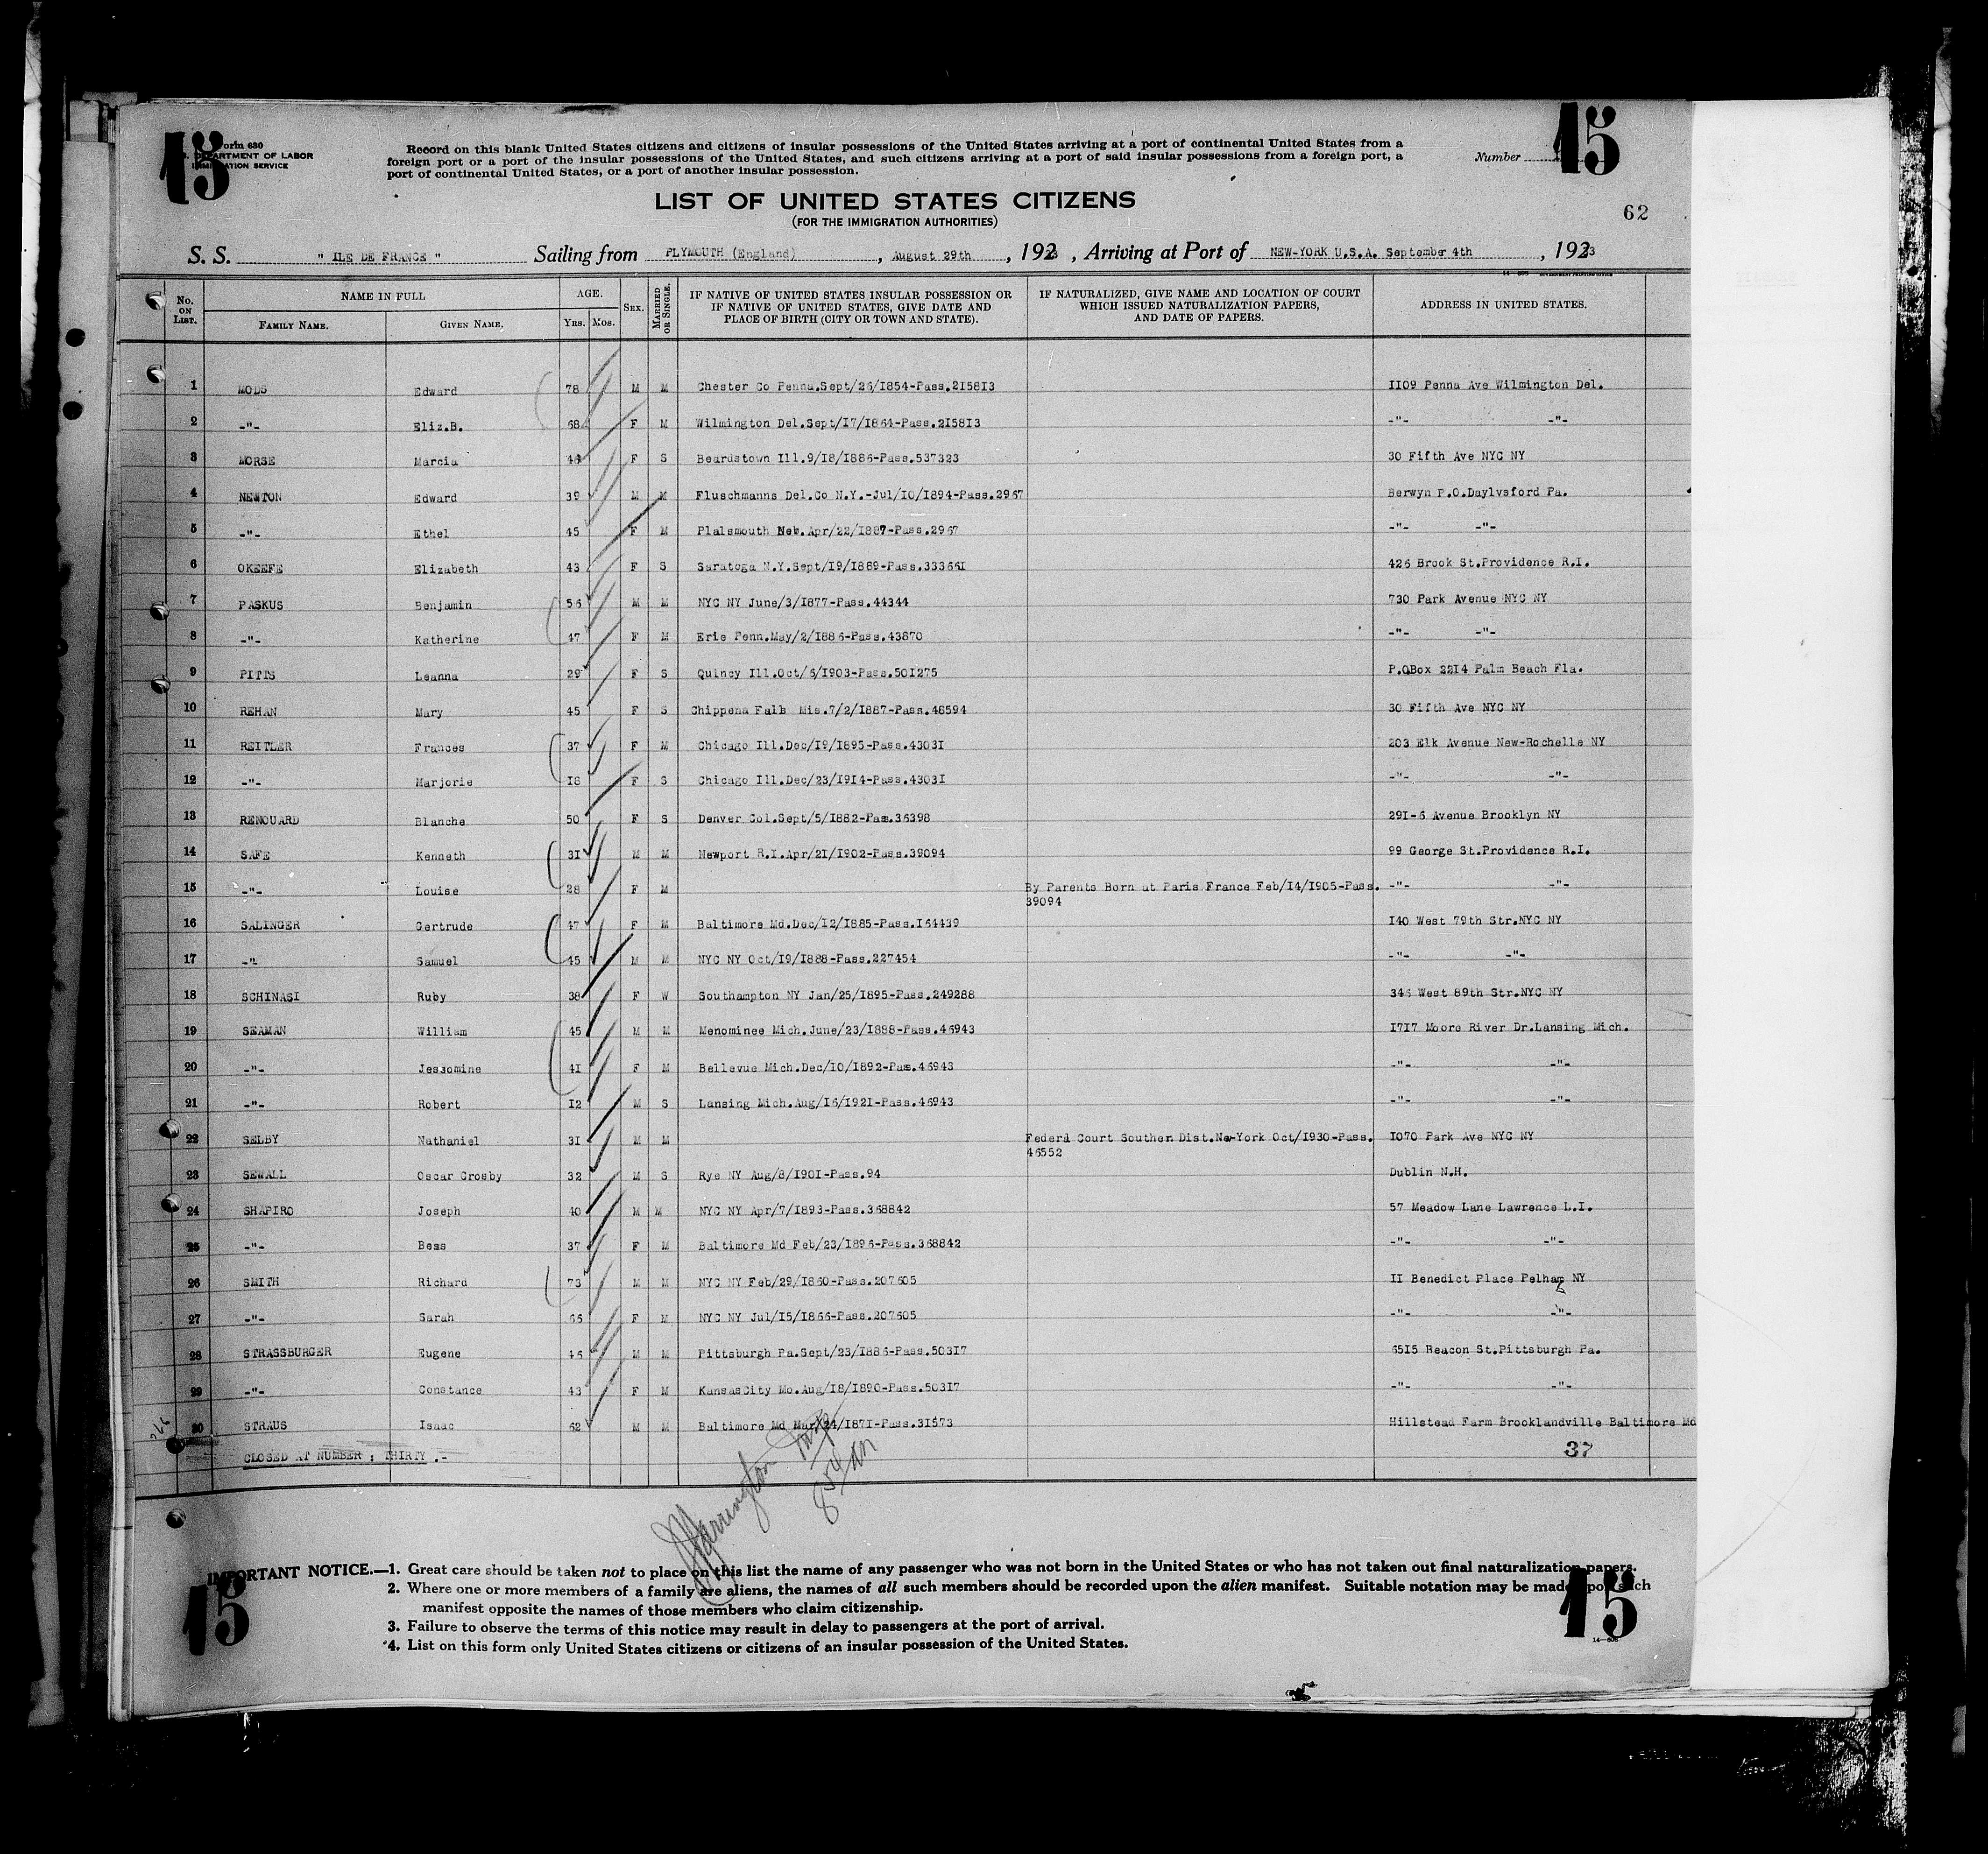 15 15
Form 630
U.S. DEPARTMENT OF LABOR
IMMIGRATION SERVICE
Record on this blank United States citizens and citizens of insular possessions of the United States arriving at a port of continental United States from a
foreign port or a port of the insular possessions of the United States, and such citizens arriving at a port of said insular possessions from a foreign port, a
port of continental United States, or a port of another insular possession.
Number
LIST OF UNITED STATES CITIZENS
(FOR THE IMMIGRATION AUTHORITIES)
62
S. S. " ILE DE FRANCE " Sailing from PLYMOUTH (England), August 29th, 1933, Arriving at Port of NEW-YORK U.S.A. September 4th, 1933
No. ON LIST. NAME IN FULL FAMILY NAME. GIVEN NAME. AGE. YRS. MOS. SEX. MARRIED OR SINGLE. IF NATIVE OF UNITED STATES INSULAR POSSESSION OR IF NATIVE OF UNITED STATES, GIVE DATE AND PLACE OF BIRTH (CITY OR TOWN AND STATE). IF NATURALIZED, GIVE NAME AND LOCATION OF COURT WHICH ISSUED NATURALIZATION PAPERS, AND DATE OF PAPERS. ADDRESS IN UNITED STATES.
1 MODS Edward 78 M M Chester Co Penna.Sept/26/1854-Pass.215813 1109 Penna Ave Wilmington Del.
2 -"- Eliz.B. 68 F M Wilmington Del.Sept/17/1864-Pass.215813 -"- -"-
3 MORSE Marcia 46 F S Beardstown Ill.9/18/1886-Pass.537323 30 Fifth Ave NYC NY
4 NEWTON Edward 39 M M Fluschmanns Del.Co N.Y.-Jul/10/1894-Pass.2967 Berwyn P.O.Daylvsford Pa.
5 -"- Ethel 45 F M Plalsmouth Neb.Apr/22/1887-Pass.2967 -"- -"-
6 OKEEFE Elizabeth 43 F S Saratoga N.Y.Sept/19/1889-Pass.333661 426 Brook St.Providence R.I.
7 PASKUS Benjamin 56 M M NYC NY June/3/1877-Pass.44344 730 Park Avenue NYC NY
8 -"- Katherine 47 F M Erie Penn.May/2/1886-Pass.43870 -"- -"-
9 PITTS Leanna 29 F S Quincy Ill.Oct/6/1903-Pass.501275 P.OBox 2214 Palm Beach Fla.
10 REHAN Mary 45 F S Chippena Falls Mis.7/2/1887-Pass.48594 30 Fifth Ave NYC NY
11 REITLER Frances 37 F M Chicago Ill.Dec/19/1895-Pass.43031 203 Elk Avenue New-Rochelle NY
12 -"- Marjorie 18 F S Chicago Ill.Dec/23/1914-Pass.43031 -"- -"-
13 RENOUARD Blanche 50 F S Denver Col.Sept/5/1882-Pass.36398 291-6 Avenue Brooklyn NY
14 SAFE Kenneth 31 M M Newport R.I.Apr/21/1902-Pass.39094 99 George St.Providence R.I.
15 -"- Louise 28 F M By Parents Born at Paris France Feb/14/1905-Pass. -"- -"-
39094
16 SALINGER Gertrude 47 F M Baltimore Md.Dec/12/1885-Pass.164439 140 West 79th Str.NYC NY
17 -"- Samuel 45 M M NYC NY Oct/19/1888-Pass.227454 -"- -"-
18 SCHINASI Ruby 38 F W Southampton NY Jan/25/1895-Pass.249288 346 West 89th Str.NYC NY
19 SEAMAN William 45 M M Menominee Mich.June/23/1888-Pass.46943 1717 Moore River Dr.Lansing Mich.
20 -"- Jessomine 41 F M Bellevue Mich.Dec/10/1892-Pass.46943 -"- -"-
21 -"- Robert 12 M S Lansing Mich.Aug/16/1921-Pass.46943 -"- -"-
22 SELBY Nathaniel 31 M M Federal Court Souther.Dist.New-York Oct/1930-Pass. 1070 Park Ave NYC NY
46552
23 SEWALL Oscar Crosby 32 M S Rye NY Aug/8/1901-Pass.94 Dublin N.H.
24 SHAPIRO Joseph 40 M M NYC NY Apr/7/1893-Pass.368842 57 Meadow Lane Lawrence L.I.
25 -"- Bess 37 F M Baltimore Md Feb/23/1896-Pass.368842 -"- -"-
26 SMITH Richard 73 M M NYC NY Feb/29/1860-Pass.207605 11 Benedict Place Pelham NY
27 -"- Sarah 66 F M NYC NY Jul/15/1866-Pass.207605 -"- -"-
28 STRASSBURGER Eugene 46 M M Pittsburgh Pa.Sept/23/1886-Pass.50317 6515 Beacon St.Pittsburgh Pa.
29 -"- Constance 43 F M KansasCity Mo.Aug/18/1890-Pass.50317 -"- -"-
30 STRAUS Isaac 62 M M Baltimore Md Mar/24/1871-Pass.31573 Hillstead Farm Brooklandville Baltimore Md
CLOSED AT NUMBER ; THIRTY .-
37
IMPORTANT NOTICE.—1. Great care should be taken not to place on this list the name of any passenger who was not born in the United States or who has not taken out final naturalization papers.
2. Where one or more members of a family are aliens, the names of all such members should be recorded upon the alien manifest. Suitable notation may be made upon such
manifest opposite the names of those members who claim citizenship.
3. Failure to observe the terms of this notice may result in delay to passengers at the port of arrival.
4. List on this form only United States citizens or citizens of an insular possession of the United States.
15 15